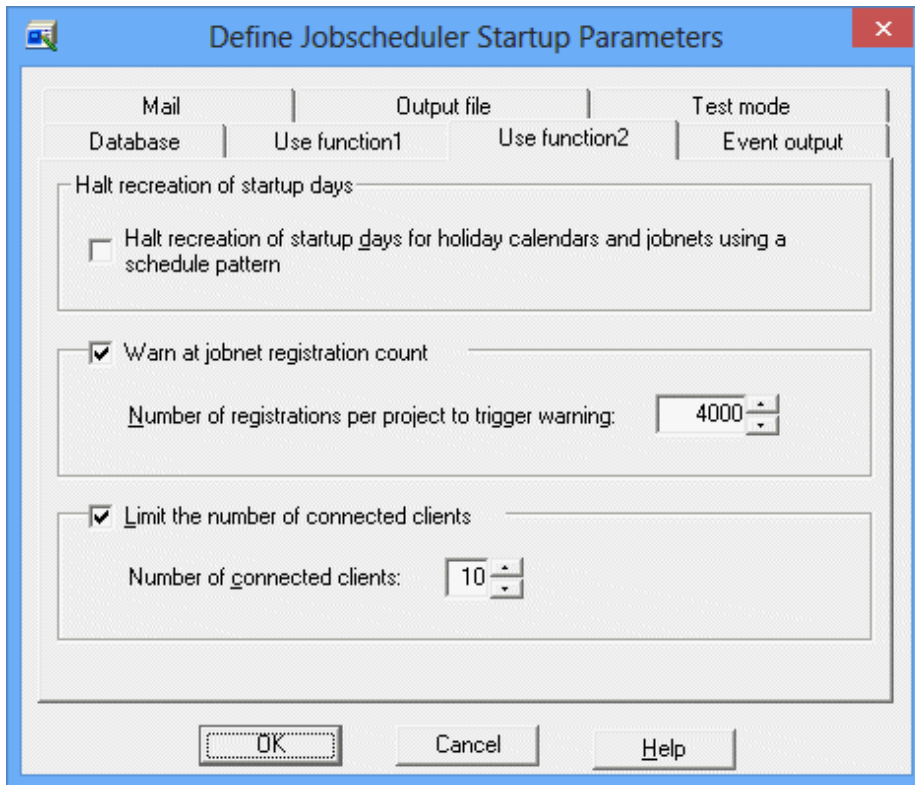 Define Jobscheduler Startup Parameters
Mail Output file Test mode
Database Use function1 Use function2 Event output
Halt recreation of startup days
Halt recreation of startup days for holiday calendars and jobnets using a
schedule pattern
Warn at jobnet registration count
Number of registrations per project to trigger warning: 4000
Limit the number of connected clients
Number of connected clients: 10
OK Cancel Help